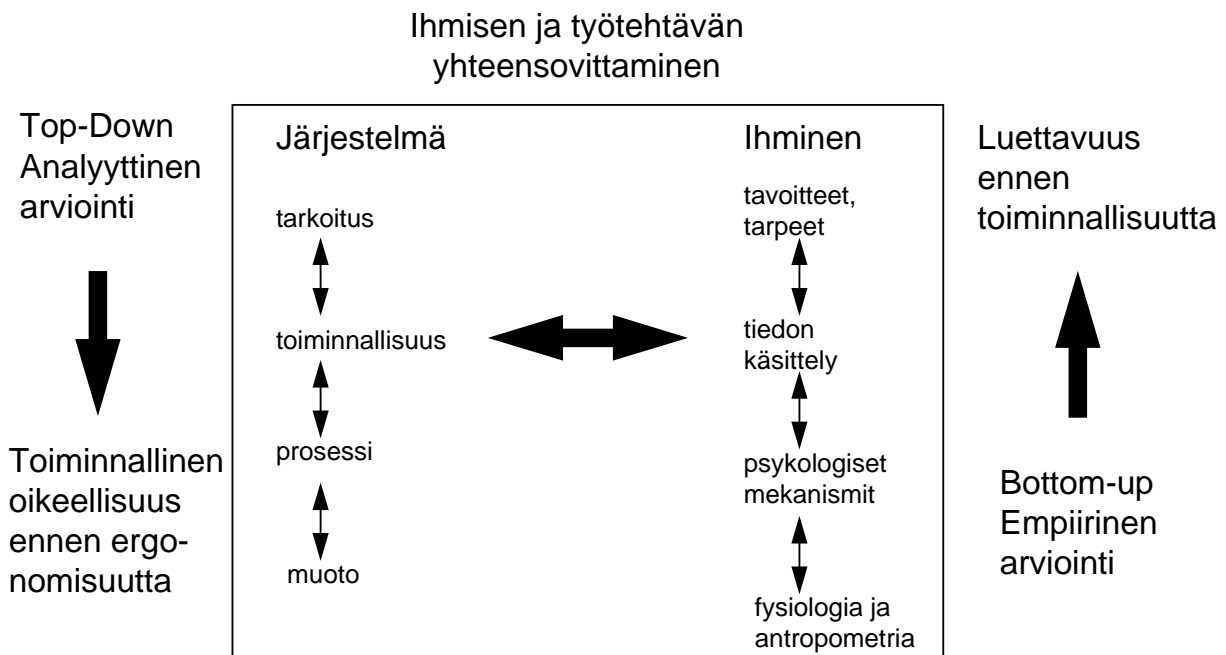 Ihmisen ja työtehtävän
yhteensovittaminen
Top-Down
Analyyttinen
arviointi
Toiminnallinen
oikeellisuus
ennen ergo-
nomisuutta
Järjestelmä
tarkoitus
toiminnallisuus
prosessi
muoto
Ihminen
tavoitteet,
tarpeet
tiedon
käsittely
psykologiset
mekanismit
fysiologia ja
antropometria
Luettavuus
ennen
toiminnallisuutta
Bottom-up
Empiirinen
arviointi